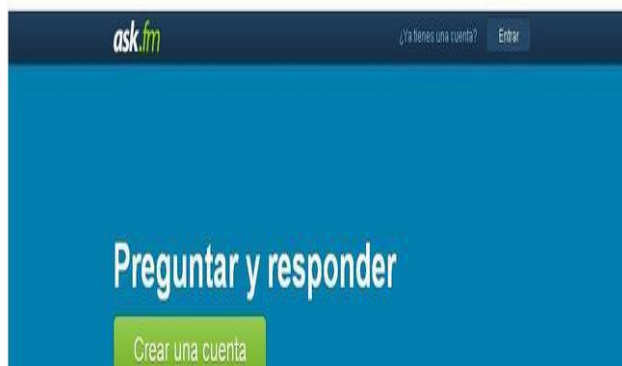 ask.fm ¿Ya tienes una cuenta? Entrar
Preguntar y responder
Crear una cuenta